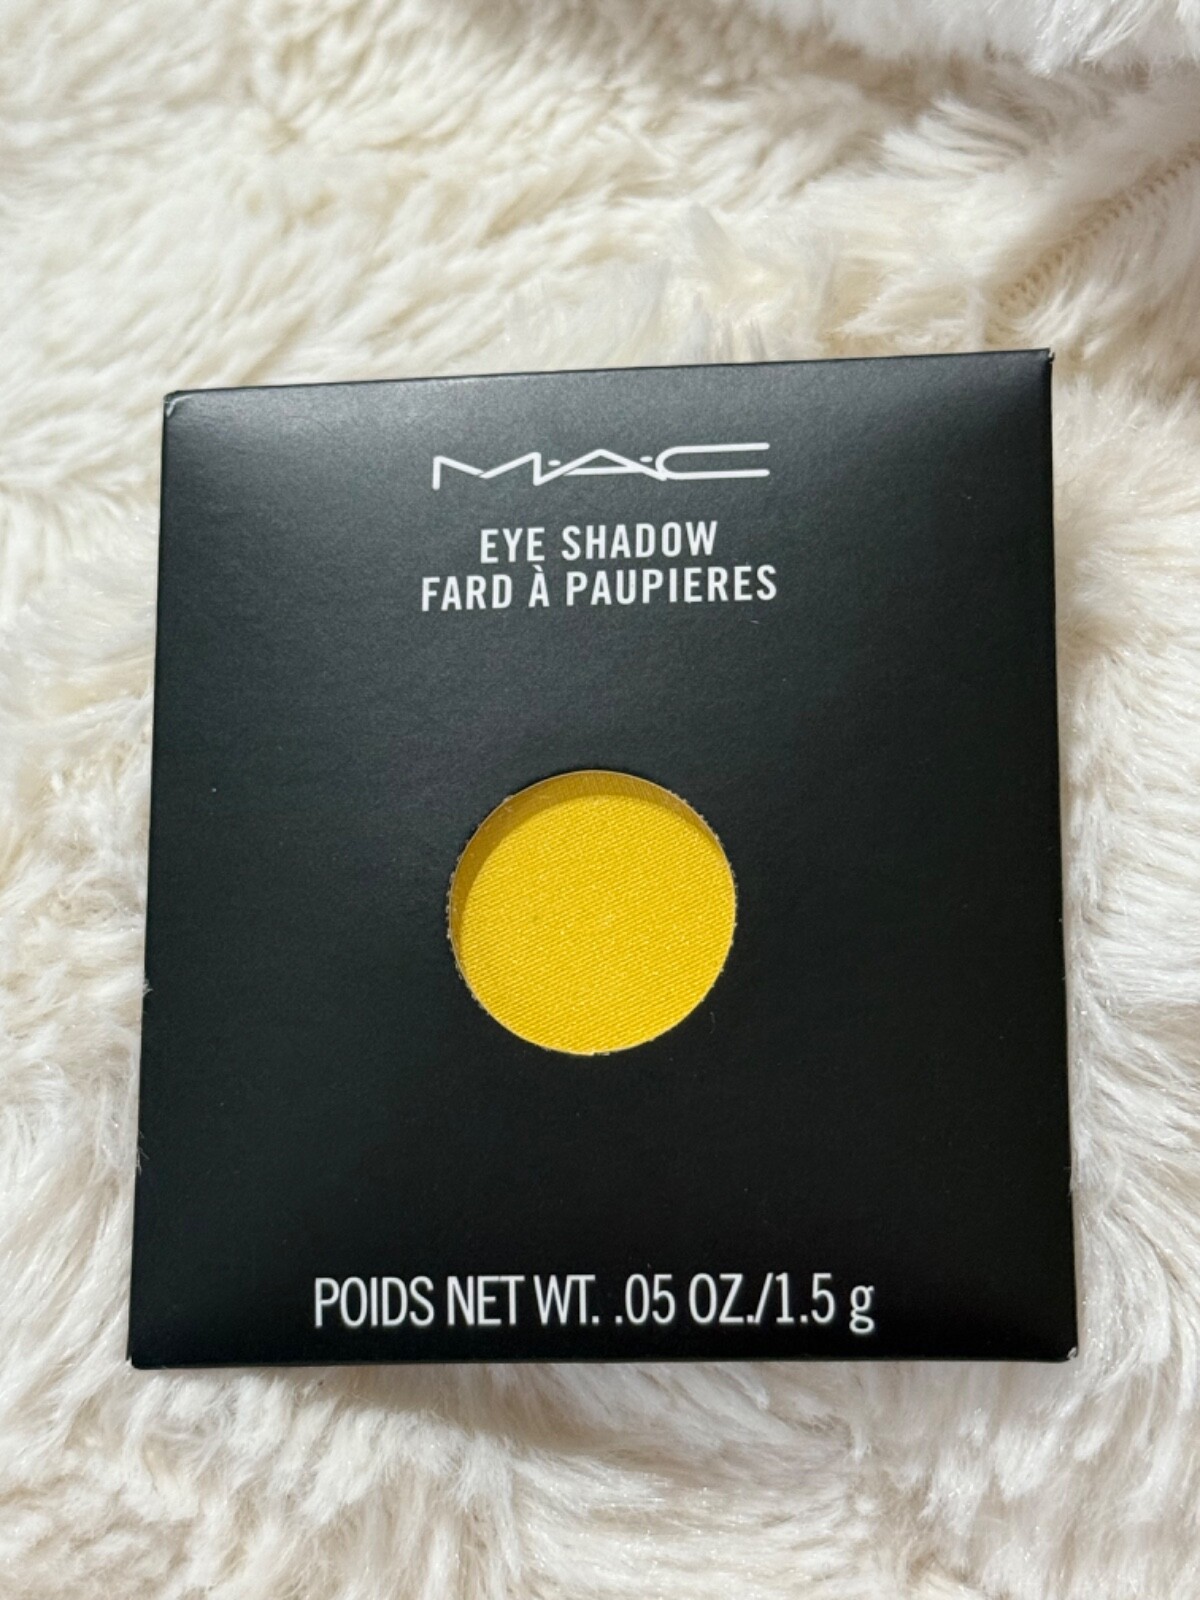 M·A·C
EYE SHADOW
FARD À PAUPIERES
POIDS NET WT. .05 OZ./1.5 g